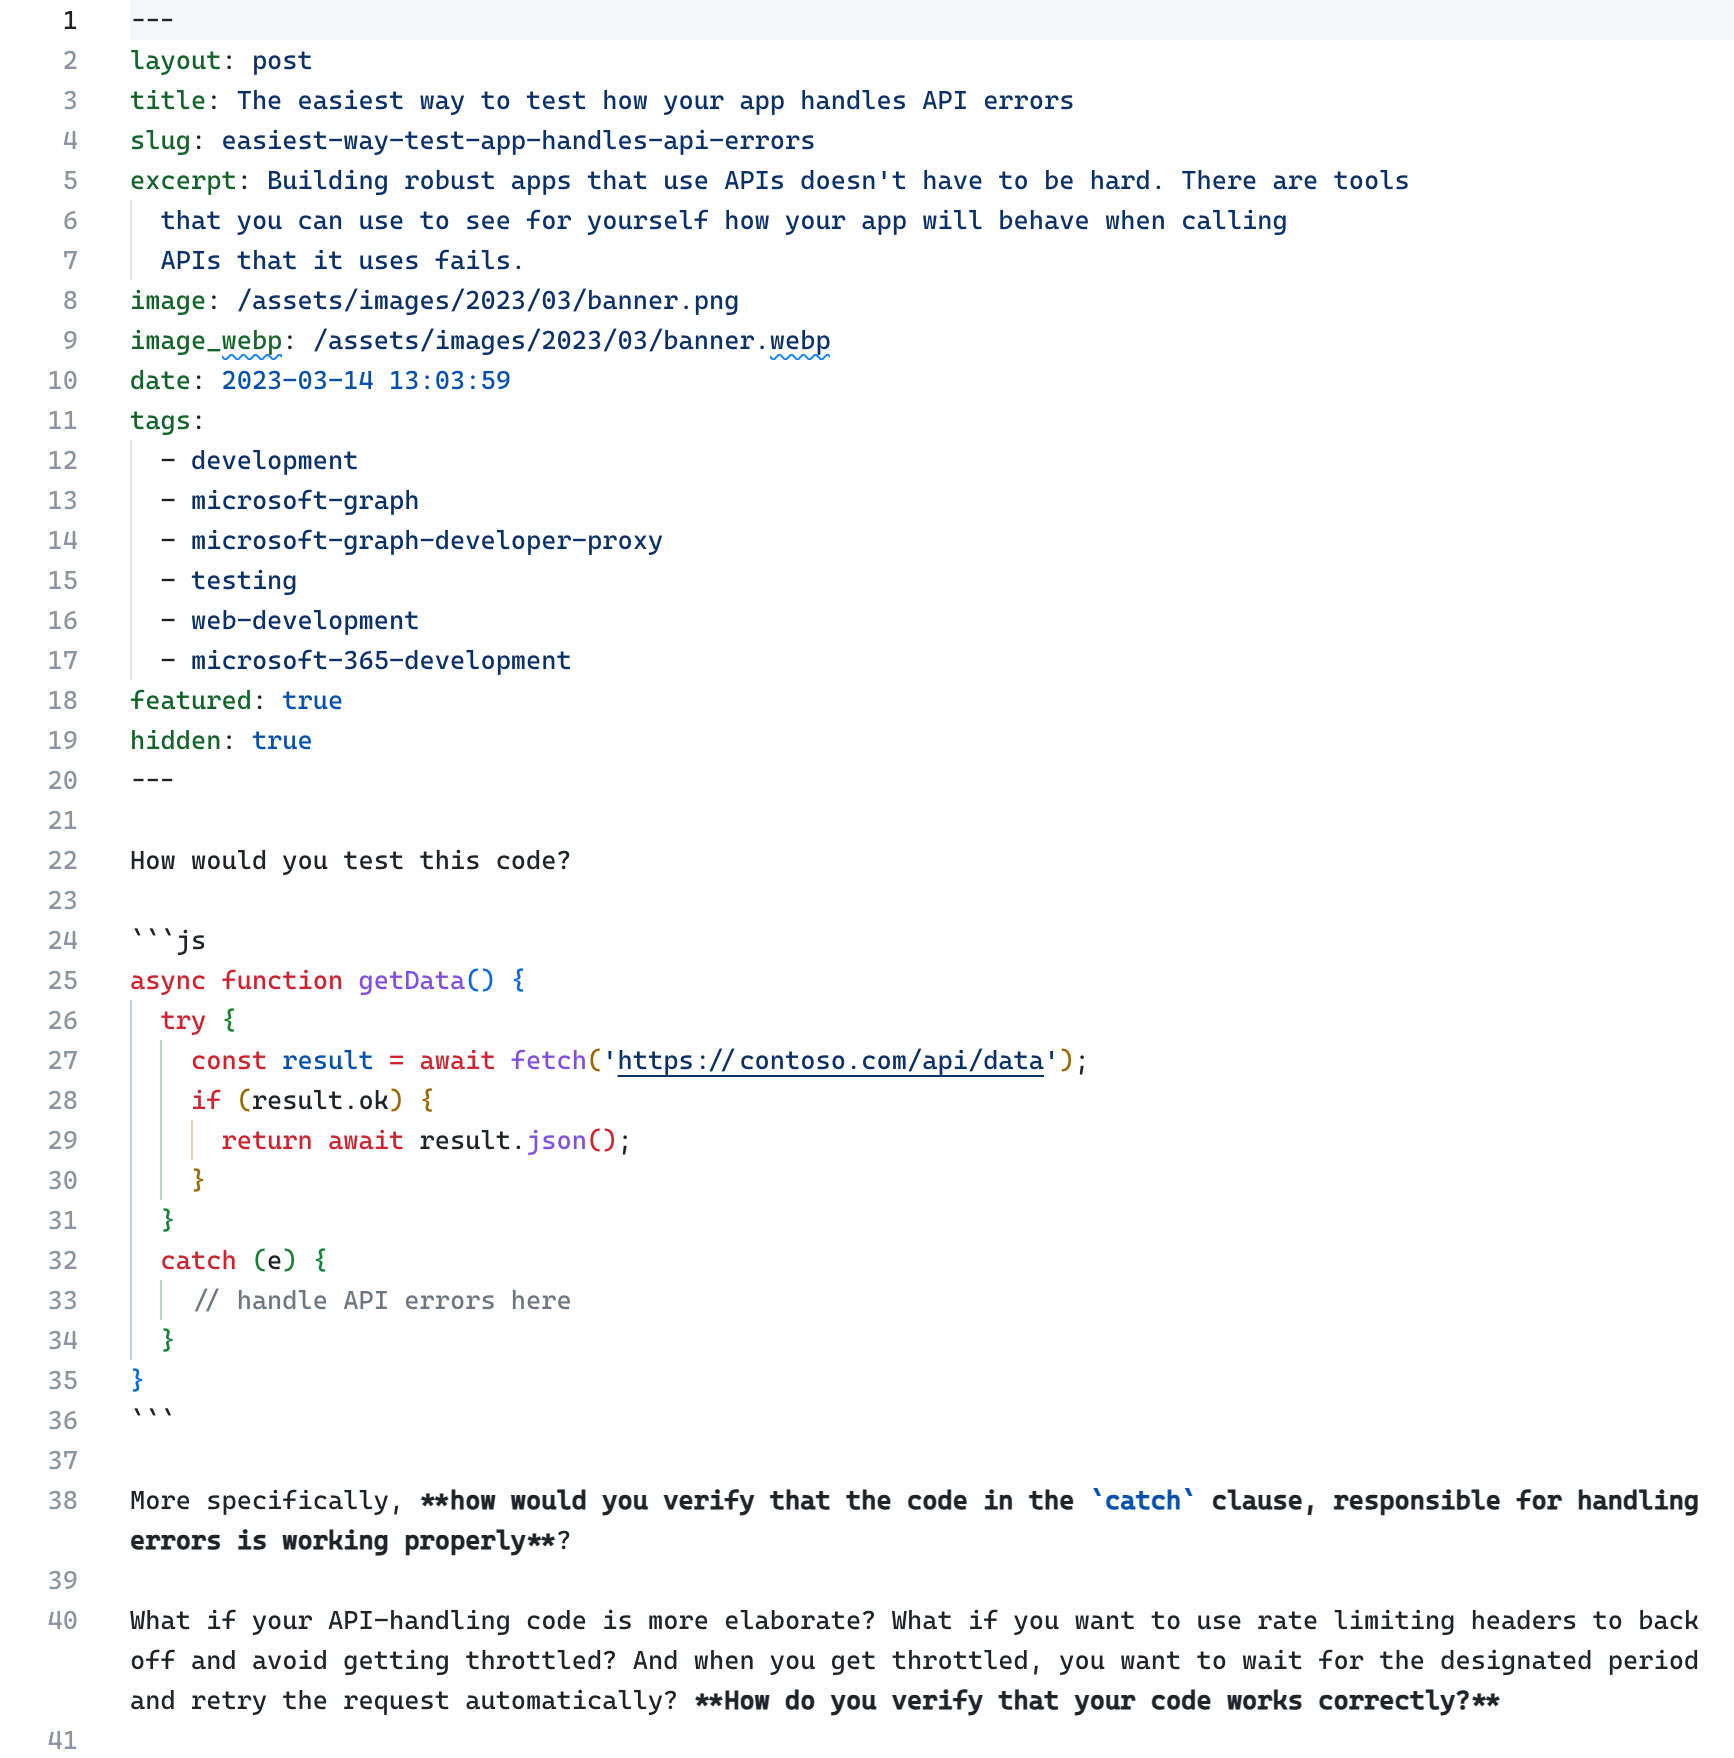 1 ---
2 layout: post
3 title: The easiest way to test how your app handles API errors
4 slug: easiest-way-test-app-handles-api-errors
5 excerpt: Building robust apps that use APIs doesn't have to be hard. There are tools
6   that you can use to see for yourself how your app will behave when calling
7   APIs that it uses fails.
8 image: /assets/images/2023/03/banner.png
9 image_webp: /assets/images/2023/03/banner.webp
10 date: 2023-03-14 13:03:59
11 tags:
12   - development
13   - microsoft-graph
14   - microsoft-graph-developer-proxy
15   - testing
16   - web-development
17   - microsoft-365-development
18 featured: true
19 hidden: true
20 ---
21
22 How would you test this code?
23
24 ```js
25 async function getData() {
26   try {
27     const result = await fetch('https://contoso.com/api/data');
28     if (result.ok) {
29       return await result.json();
30     }
31   }
32   catch (e) {
33     // handle API errors here
34   }
35 }
36 ```
37
38 More specifically, **how would you verify that the code in the `catch` clause, responsible for handling
errors is working properly**?
39
40 What if your API-handling code is more elaborate? What if you want to use rate limiting headers to back
off and avoid getting throttled? And when you get throttled, you want to wait for the designated period
and retry the request automatically? **How do you verify that your code works correctly?**
41